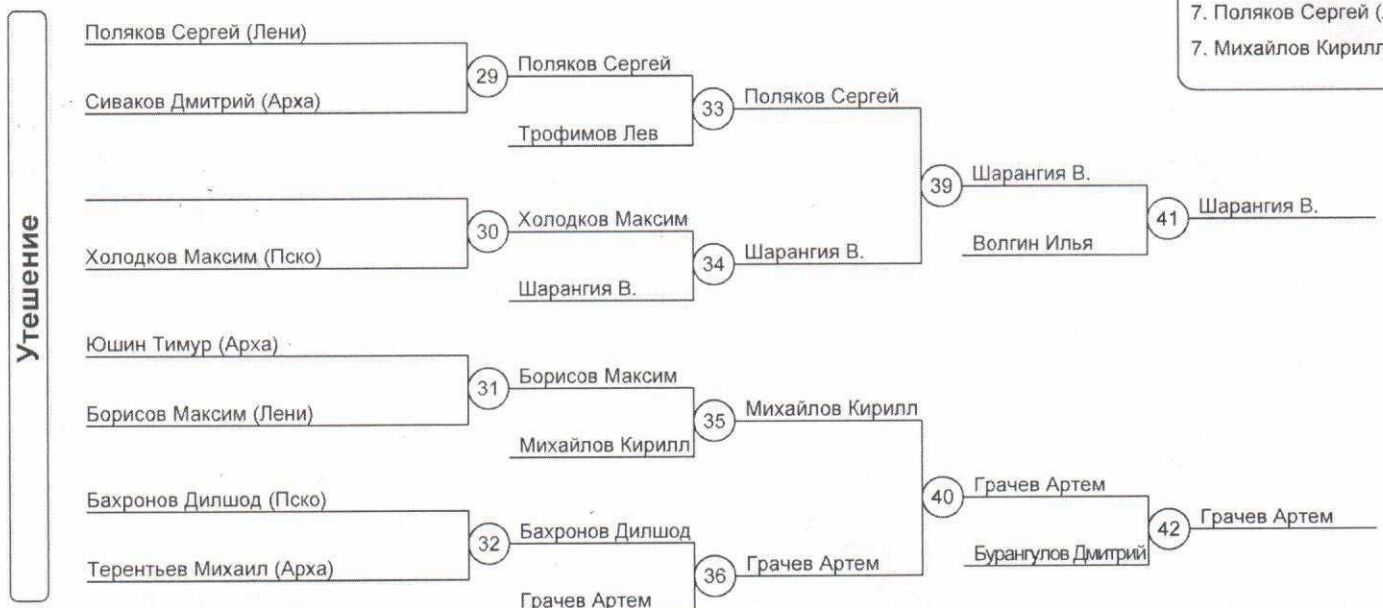 7. Поляков Сергей (
7. Михайлов Кирилл
Утешение
Поляков Сергей (Лени)
Сиваков Дмитрий (Арха)
29
Поляков Сергей
Трофимов Лев
33
Поляков Сергей
Холодков Максим (Пско)
30
Холодков Максим
Шарангия В.
34
Шарангия В.
39
Шарангия В.
Волгин Илья
41
Шарангия В.
Юшин Тимур (Арха)
Борисов Максим (Лени)
31
Борисов Максим
Михайлов Кирилл
35
Михайлов Кирилл
Бахронов Дилшод (Пско)
Терентьев Михаил (Арха)
32
Бахронов Дилшод
Грачев Артем
36
Грачев Артем
40
Грачев Артем
Бурангулов Дмитрий
42
Грачев Артем